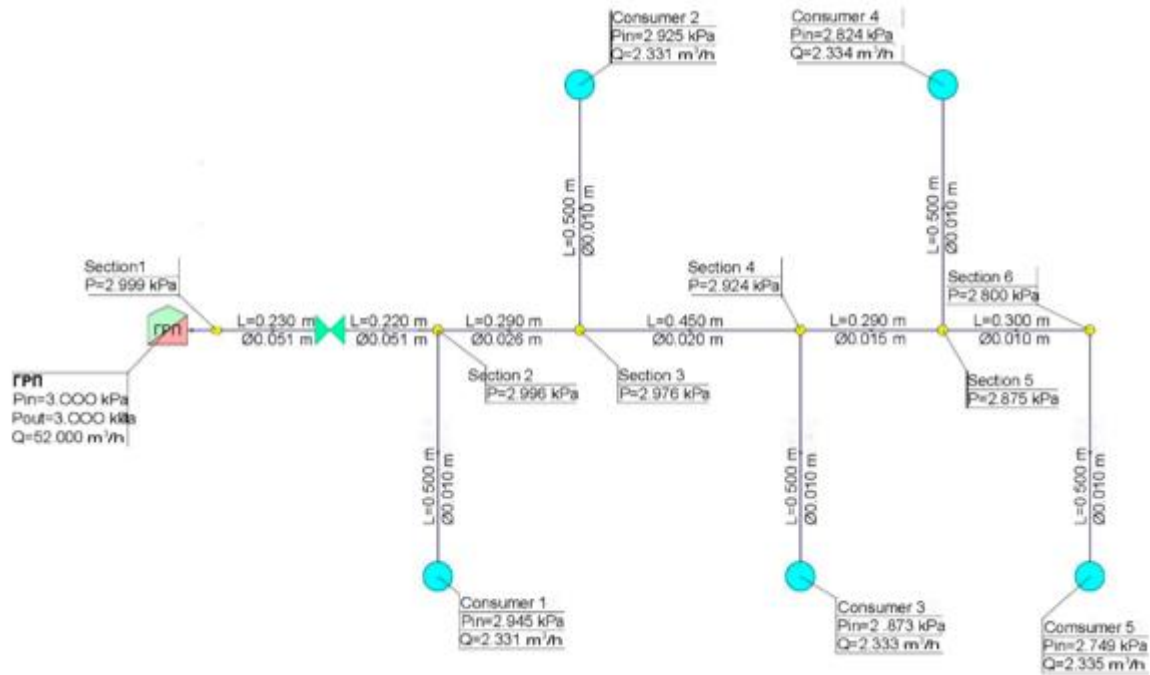 Consumer 2
Pin=2.925 kPa
Q=2.331 m³/h
Consumer 4
Pin=2.824 kPa
Q=2.334 m³/h
L=0.500 m
Ø0.010 m
L=0.500 m
Ø0.010 m
Section1
P=2.999 kPa
Section 4
P=2.924 kPa
Section 6
P=2.800 kPa
ГРП
L=0.230 m
Ø0.051 m
L=0.220 m
Ø0.051 m
L=0.290 m
Ø0.026 m
L=0.450 m
Ø0.020 m
L=0.290 m
Ø0.015 m
L=0.300 m
Ø0.010 m
ГРП
Pin=3.OOO kPa
Pout=3.OOO kPa
Q=52.000 m³/h
Section 2
P=2.996 kPa
Section 3
P=2.976 kPa
Section 5
P=2.875 kPa
L=0.500 m
Ø0.010 m
L=0.500 m
Ø0.010 m
L=0.500 m
Ø0.010 m
Consumer 1
Pin=2.945 kPa
Q=2.331 m³/h
Consumer 3
Pin=2 .873 kPa
Q=2.333 m³/h
Comsumer 5
Pin=2.749 kPa
Q=2.335 m³/h